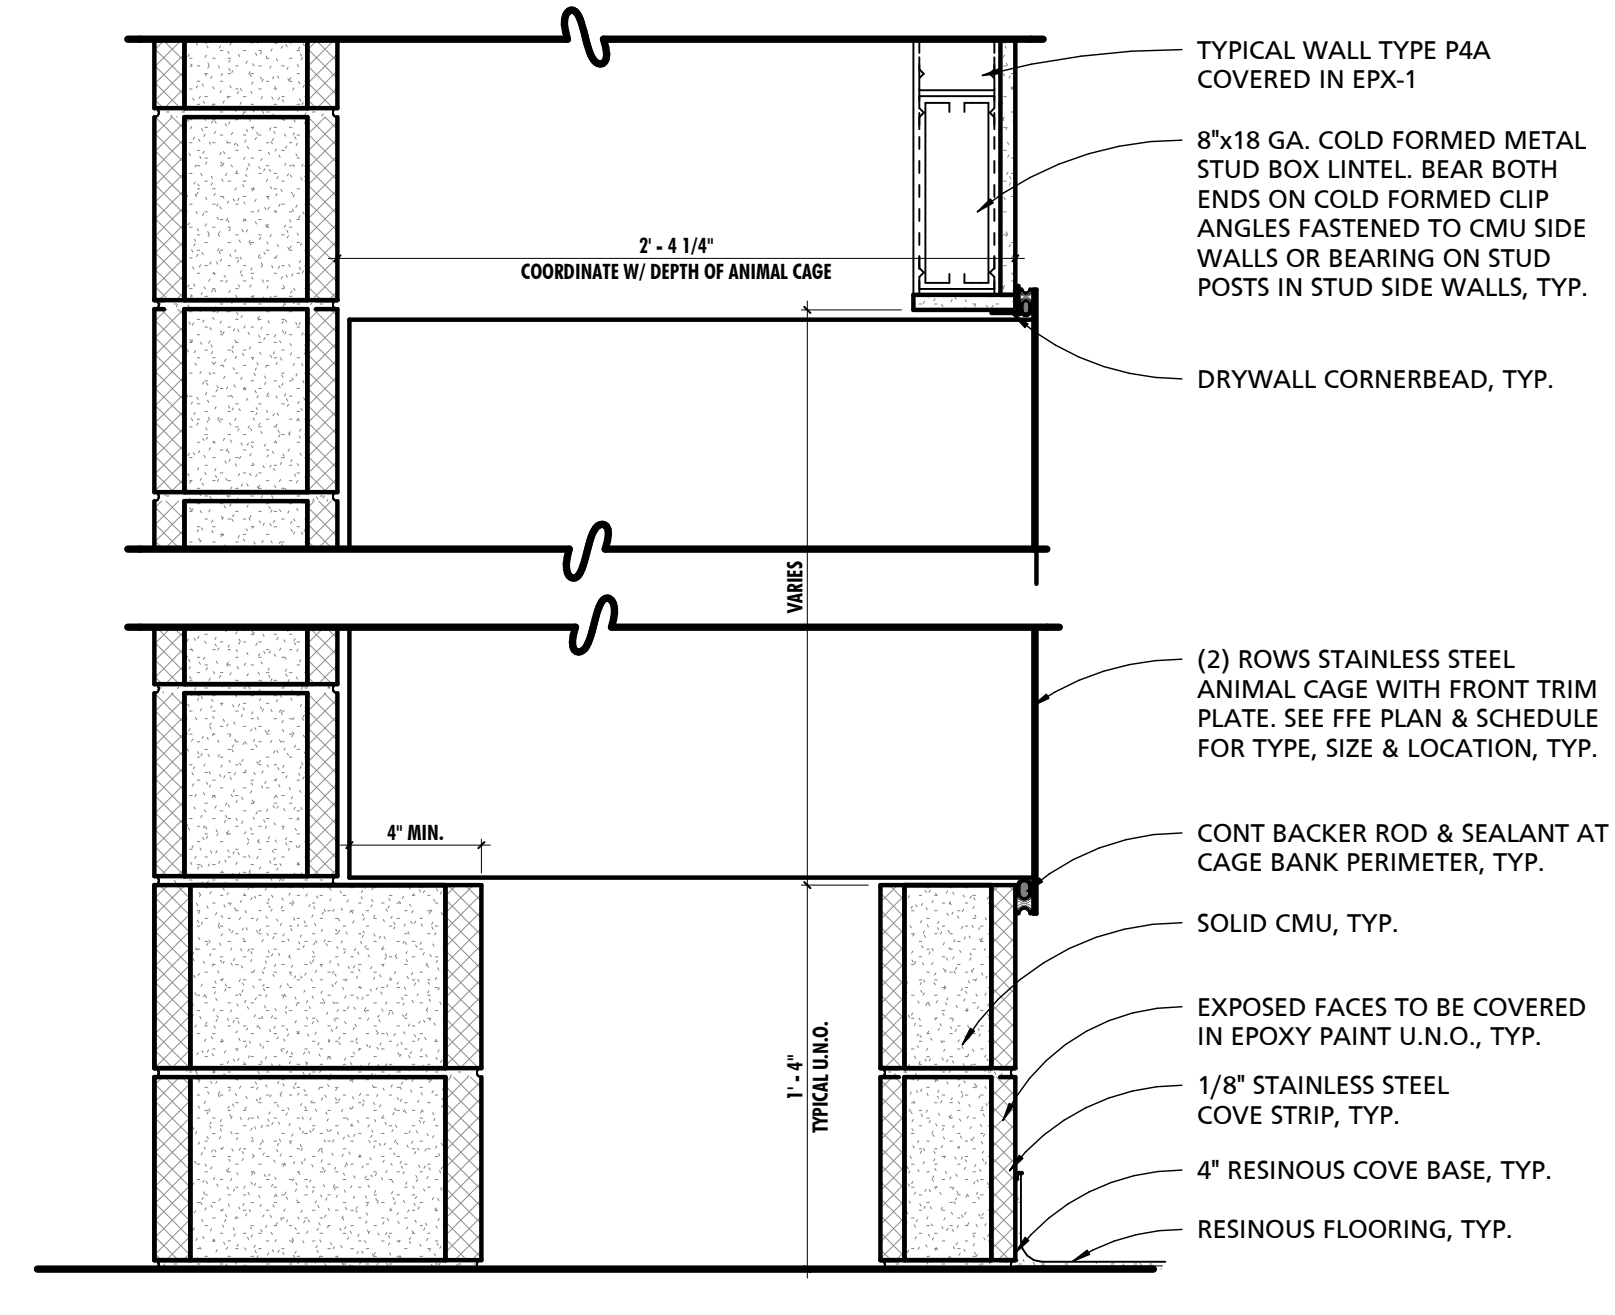 TYPICAL WALL TYPE P4A
COVERED IN EPX-1
8"x18 GA. COLD FORMED METAL
STUD BOX LINTEL. BEAR BOTH
ENDS ON COLD FORMED CLIP
ANGLES FASTENED TO CMU SIDE
WALLS OR BEARING ON STUD
POSTS IN STUD SIDE WALLS, TYP.
2' - 4 1/4"
COORDINATE W/ DEPTH OF ANIMAL CAGE
DRYWALL CORNERBEAD, TYP.
VARIES
(2) ROWS STAINLESS STEEL
ANIMAL CAGE WITH FRONT TRIM
PLATE. SEE FFE PLAN & SCHEDULE
FOR TYPE, SIZE & LOCATION, TYP.
4" MIN.
CONT BACKER ROD & SEALANT AT
CAGE BANK PERIMETER, TYP.
SOLID CMU, TYP.
EXPOSED FACES TO BE COVERED
IN EPOXY PAINT U.N.O., TYP.
1' - 4"
TYPICAL U.N.O.
1/8" STAINLESS STEEL
COVE STRIP, TYP.
4" RESINOUS COVE BASE, TYP.
RESINOUS FLOORING, TYP.